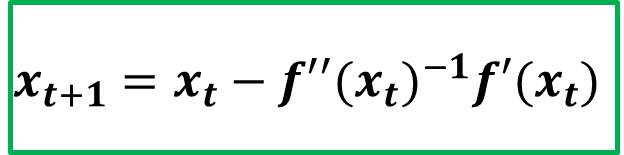 x_{t+1} = x_t − f′′(x_t)^{−1} f′(x_t)